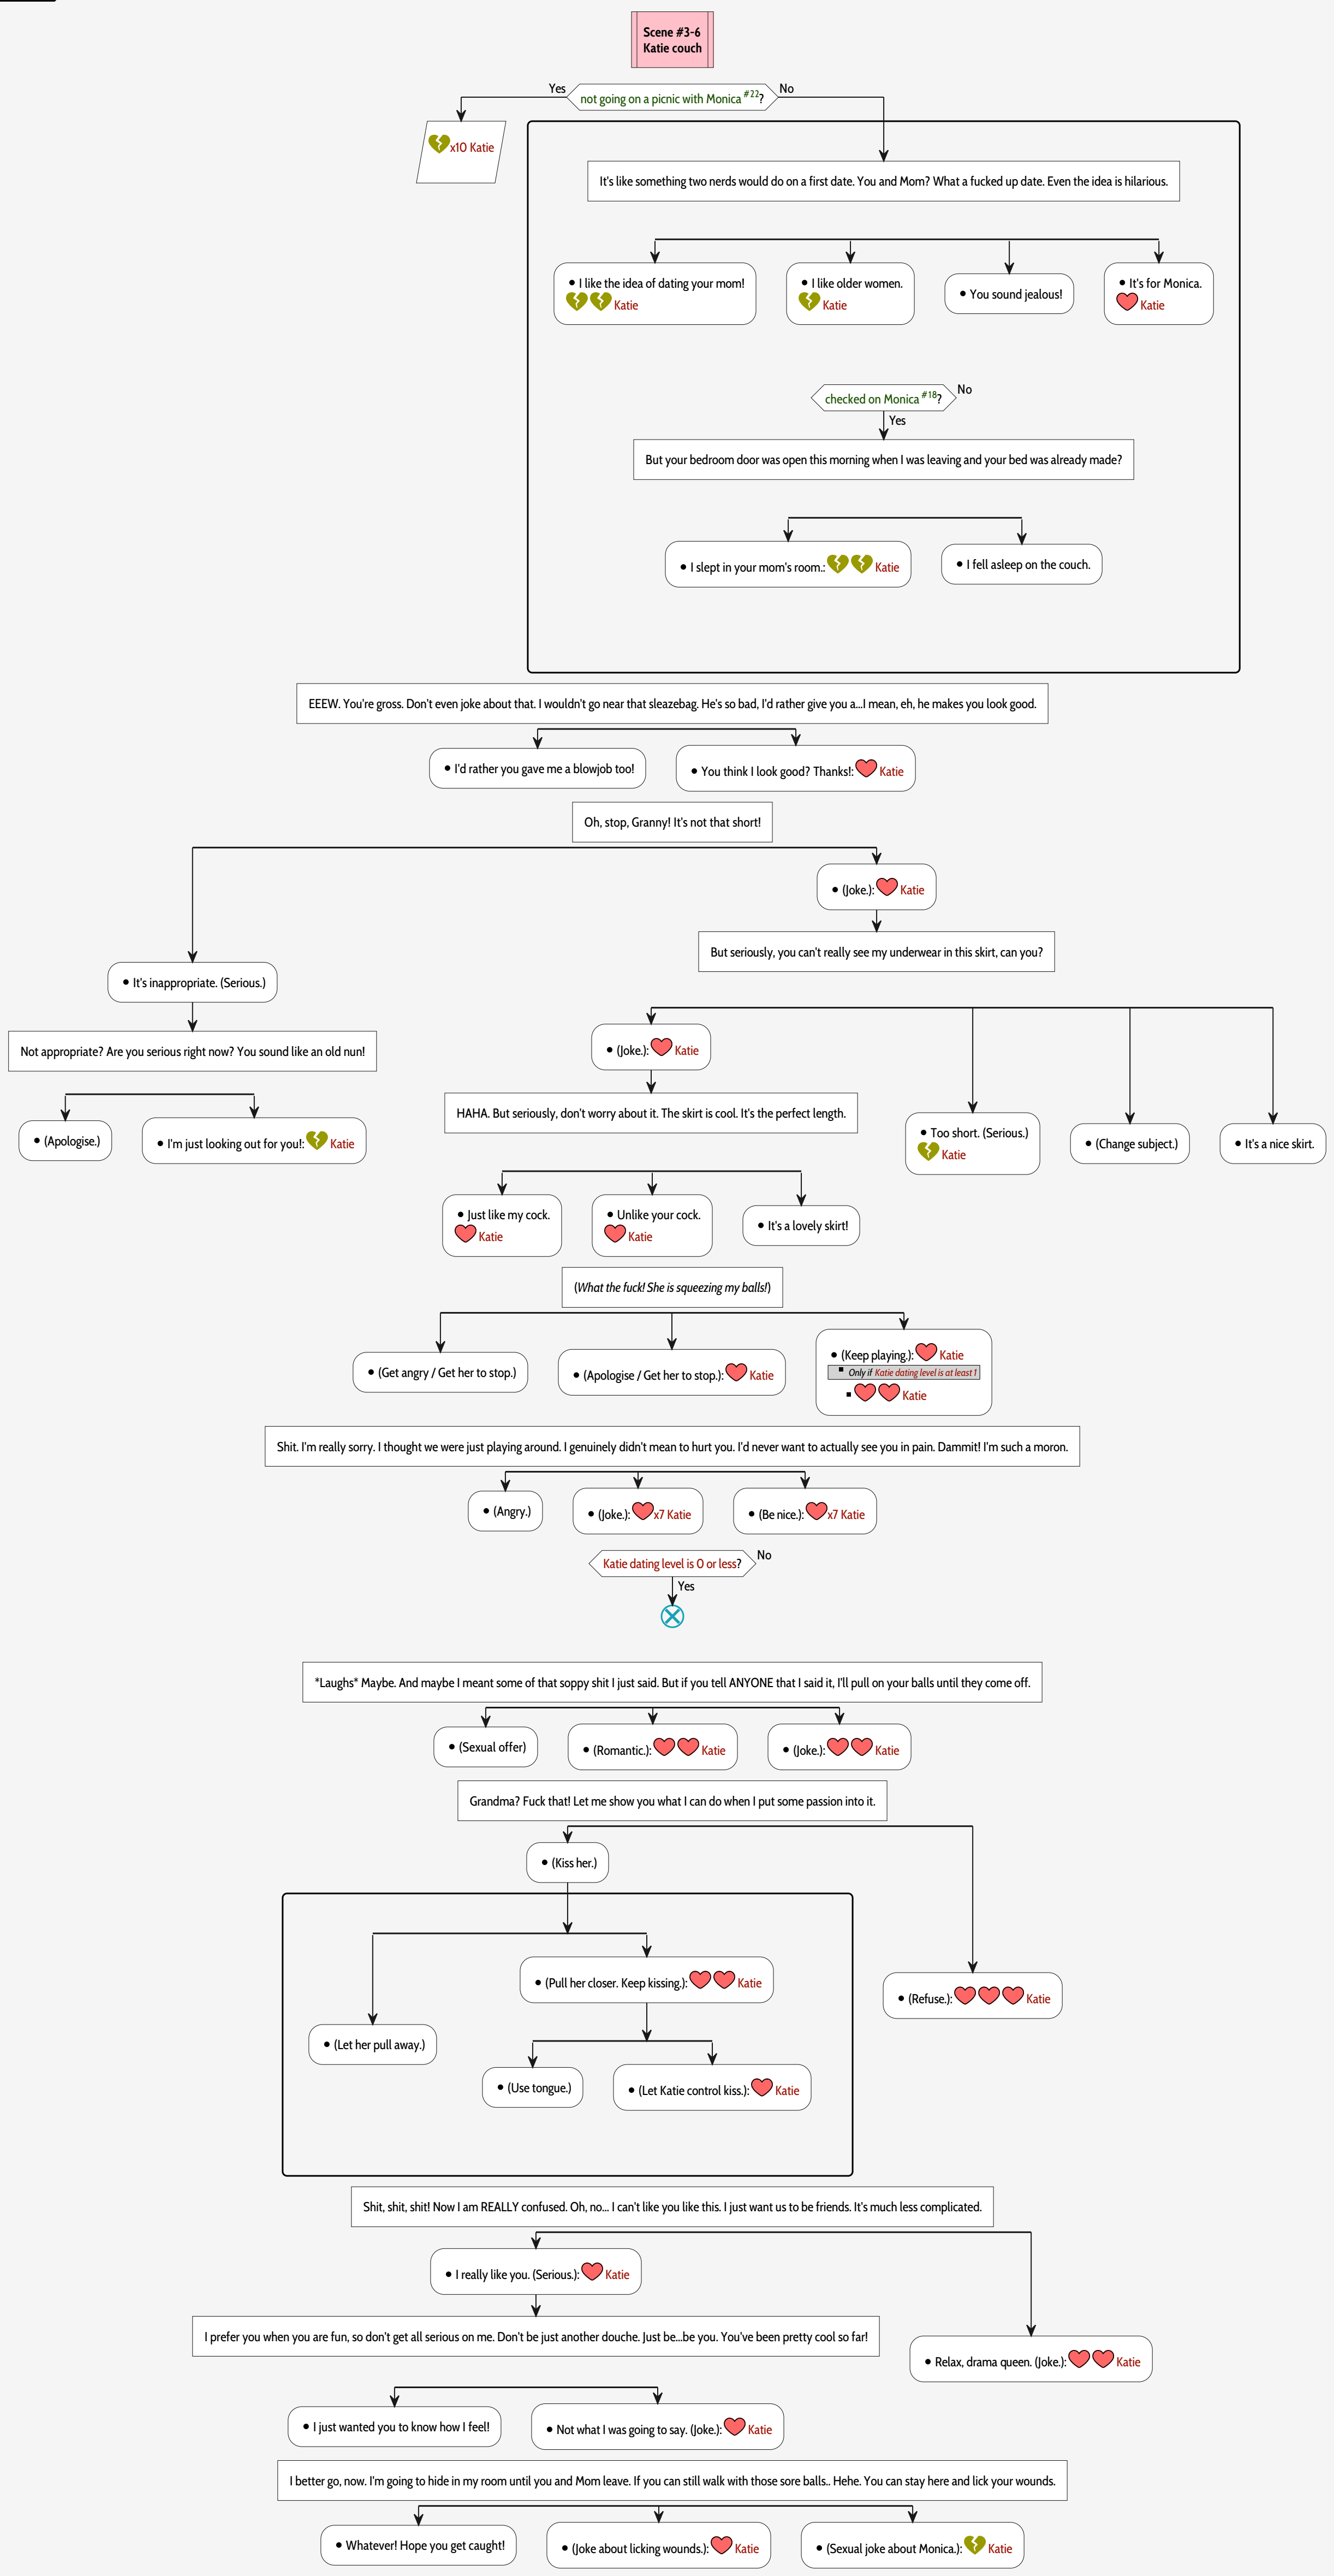 Scene #3-6
Katie couch
Yes
not going on a picnic with Monica #22?
No
x10 Katie
It's like something two nerds would do on a first date. You and Mom? What a fucked up date. Even the idea is hilarious.
• I like the idea of dating your mom!
Katie
• I like older women.
Katie
• You sound jealous!
• It's for Monica.
Katie
checked on Monica #18?
No
Yes
But your bedroom door was open this morning when I was leaving and your bed was already made?
• I slept in your mom's room.: Katie
• I fell asleep on the couch.
EEEW. You're gross. Don't even joke about that. I wouldn't go near that sleazebag. He's so bad, I'd rather give you a...I mean, eh, he makes you look good.
• I'd rather you gave me a blowjob too!
• You think I look good? Thanks!: Katie
Oh, stop, Granny! It's not that short!
• (Joke.): Katie
But seriously, you can't really see my underwear in this skirt, can you?
• It's inappropriate. (Serious.)
Not appropriate? Are you serious right now? You sound like an old nun!
• (Apologise.)
• I'm just looking out for you!: Katie
• (Joke.): Katie
HAHA. But seriously, don't worry about it. The skirt is cool. It's the perfect length.
• Too short. (Serious.)
Katie
• (Change subject.)
• It's a nice skirt.
• Just like my cock.
Katie
• Unlike your cock.
Katie
• It's a lovely skirt!
(What the fuck! She is squeezing my balls!)
• (Get angry / Get her to stop.)
• (Apologise / Get her to stop.): Katie
• (Keep playing.): Katie
▪ Only if Katie dating level is at least 1
▪ Katie
Shit. I'm really sorry. I thought we were just playing around. I genuinely didn't mean to hurt you. I'd never want to actually see you in pain. Dammit! I'm such a moron.
• (Angry.)
• (Joke.): x7 Katie
• (Be nice.): x7 Katie
Katie dating level is 0 or less?
No
Yes
*Laughs* Maybe. And maybe I meant some of that soppy shit I just said. But if you tell ANYONE that I said it, I'll pull on your balls until they come off.
• (Sexual offer)
• (Romantic.): Katie
• (Joke.): Katie
Grandma? Fuck that! Let me show you what I can do when I put some passion into it.
• (Kiss her.)
• (Pull her closer. Keep kissing.): Katie
• (Refuse.): Katie
• (Let her pull away.)
• (Use tongue.)
• (Let Katie control kiss.): Katie
Shit, shit, shit! Now I am REALLY confused. Oh, no... I can't like you like this. I just want us to be friends. It's much less complicated.
• I really like you. (Serious.): Katie
I prefer you when you are fun, so don't get all serious on me. Don't be just another douche. Just be...be you. You've been pretty cool so far!
• Relax, drama queen. (Joke.): Katie
• I just wanted you to know how I feel!
• Not what I was going to say. (Joke.): Katie
I better go, now. I'm going to hide in my room until you and Mom leave. If you can still walk with those sore balls.. Hehe. You can stay here and lick your wounds.
• Whatever! Hope you get caught!
• (Joke about licking wounds.): Katie
• (Sexual joke about Monica.): Katie